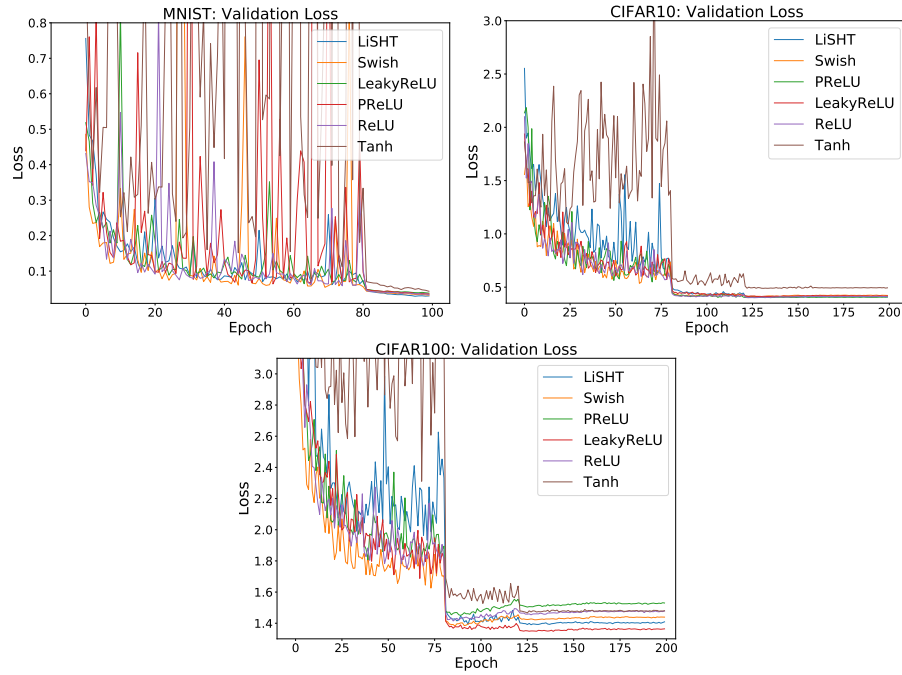 MNIST: Validation Loss
Loss
0.8
0.7
0.6
0.5
0.4
0.3
0.2
0.1
0
20
40
60
80
100
Epoch
LiSHT
Swish
LeakyReLU
PReLU
ReLU
Tanh
CIFAR10: Validation Loss
Loss
3.0
2.5
2.0
1.5
1.0
0.5
0
25
50
75
100
125
150
175
200
Epoch
LiSHT
Swish
PReLU
LeakyReLU
ReLU
Tanh
CIFAR100: Validation Loss
Loss
3.0
2.8
2.6
2.4
2.2
2.0
1.8
1.6
1.4
0
25
50
75
100
125
150
175
200
Epoch
LiSHT
Swish
PReLU
LeakyReLU
ReLU
Tanh